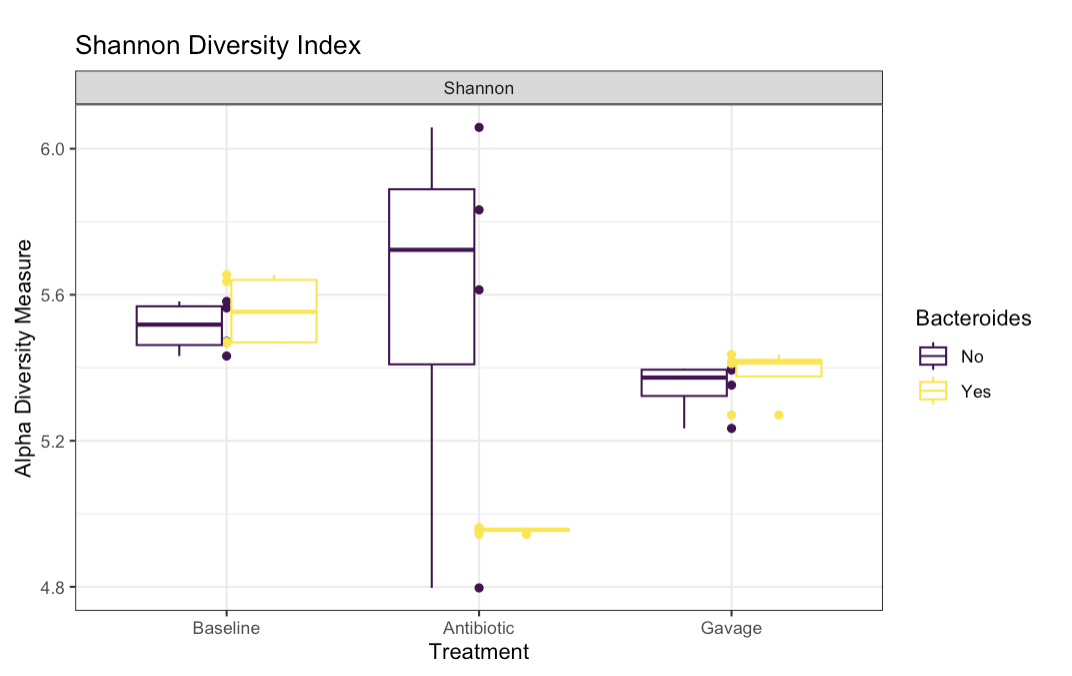 Shannon Diversity Index
Shannon
Alpha Diversity Measure
6.0
5.6
5.2
4.8
Baseline
Antibiotic
Gavage
Treatment
Bacteroides
No
Yes